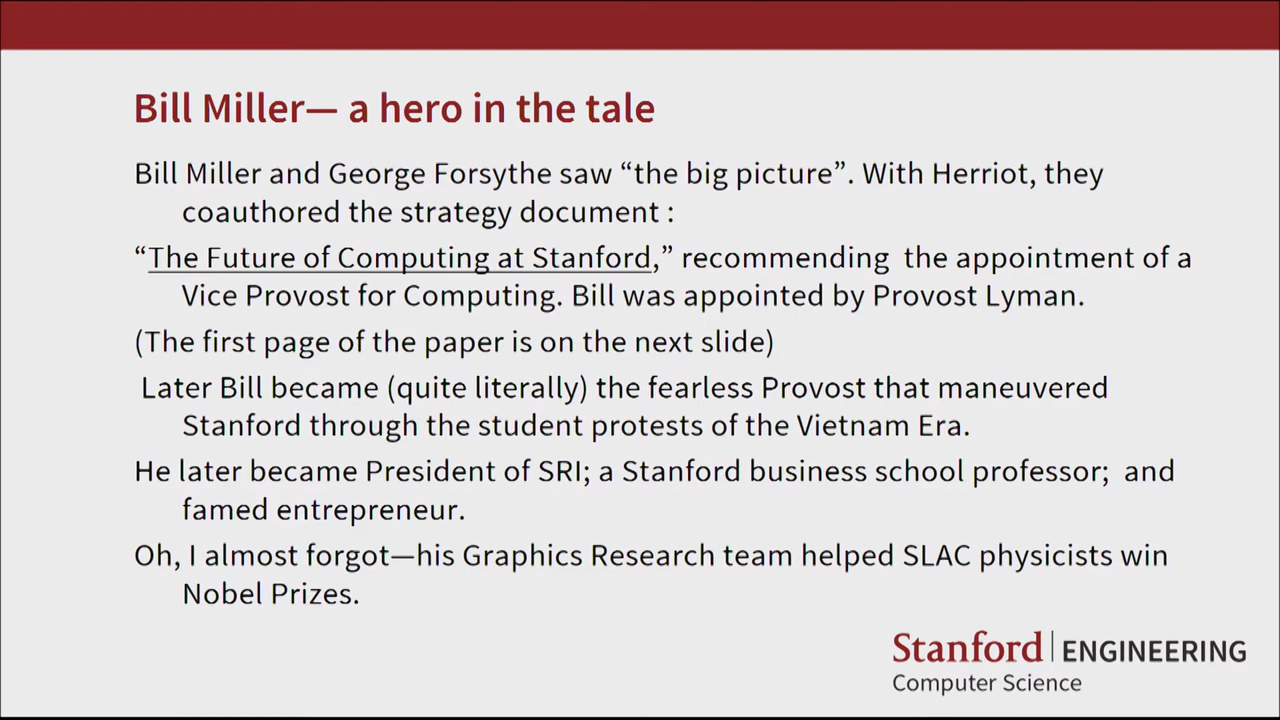 Bill Miller— a hero in the tale
Bill Miller and George Forsythe saw “the big picture”. With Herriot, they
coauthored the strategy document :
“The Future of Computing at Stanford,” recommending  the appointment of a
Vice Provost for Computing. Bill was appointed by Provost Lyman.
(The first page of the paper is on the next slide)
Later Bill became (quite literally) the fearless Provost that maneuvered
Stanford through the student protests of the Vietnam Era.
He later became President of SRI; a Stanford business school professor;  and
famed entrepreneur.
Oh, I almost forgot—his Graphics Research team helped SLAC physicists win
Nobel Prizes.
Stanford | ENGINEERING
Computer Science